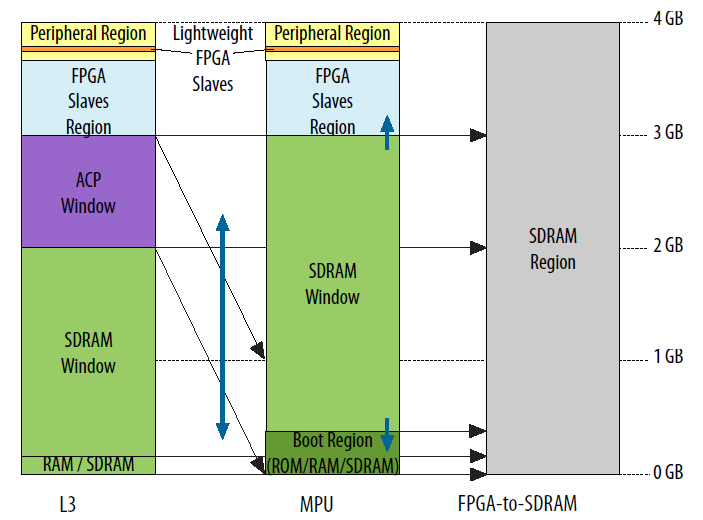 Peripheral Region
Lightweight
FPGA
Slaves
Peripheral Region
4 GB
FPGA
Slaves
Region
FPGA
Slaves
Region
3 GB
ACP
Window
SDRAM
Region
2 GB
SDRAM
Window
SDRAM
Window
1 GB
Boot Region
(ROM/RAM/SDRAM)
RAM / SDRAM
0 GB
L3
MPU
FPGA-to-SDRAM